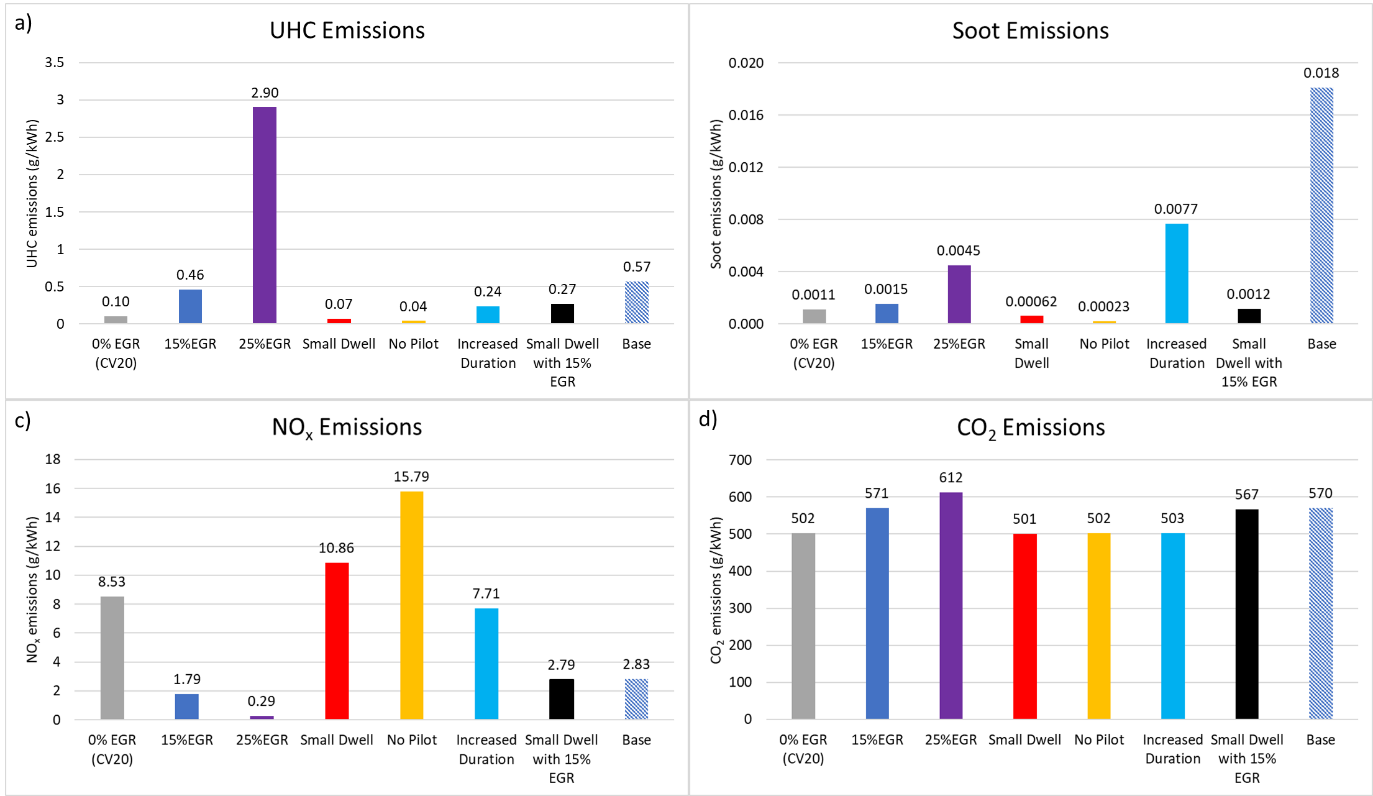 a)
UHC Emissions
UHC emissions (g/kWh)
3.5
3
2.5
2
1.5
1
0.5
0
0.10
0.46
2.90
0.07
0.04
0.24
0.27
0.57
0% EGR
(CV20)
15%EGR
25%EGR
Small Dwell
No Pilot
Increased
Duration
Small Dwell
with 15%
EGR
Base
Soot Emissions
Soot emissions (g/kWh)
0.020
0.016
0.012
0.008
0.004
0.000
0.0011
0.0015
0.0045
0.00062
0.00023
0.0077
0.0012
0.018
0% EGR
(CV20)
15%EGR
25%EGR
Small
Dwell
No Pilot
Increased
Duration
Small
Dwell with
15% EGR
Base
c)
NOx Emissions
NOx emissions (g/kWh)
18
16
14
12
10
8
6
4
2
0
8.53
1.79
0.29
10.86
15.79
7.71
2.79
2.83
0% EGR
(CV20)
15%EGR
25%EGR
Small Dwell
No Pilot
Increased
Duration
Small Dwell
with 15%
EGR
Base
d)
CO2 Emissions
CO2 emissions (g/kWh)
700
600
500
400
300
200
100
0
502
571
612
501
502
503
567
570
0% EGR
(CV20)
15%EGR
25%EGR
Small Dwell
No Pilot
Increased
Duration
Small Dwell
with 15%
EGR
Base